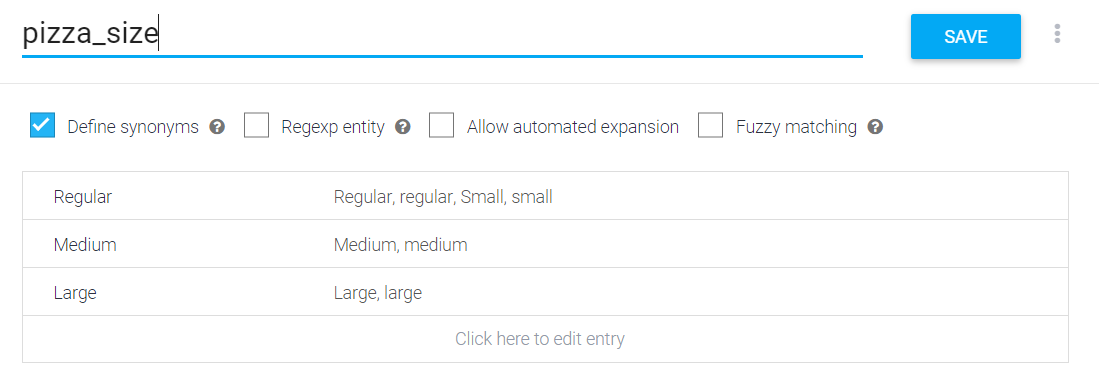 pizza_size
SAVE
Define synonyms Regexp entity Allow automated expansion Fuzzy matching
Regular Regular, regular, Small, small
Medium Medium, medium
Large Large, large
Click here to edit entry